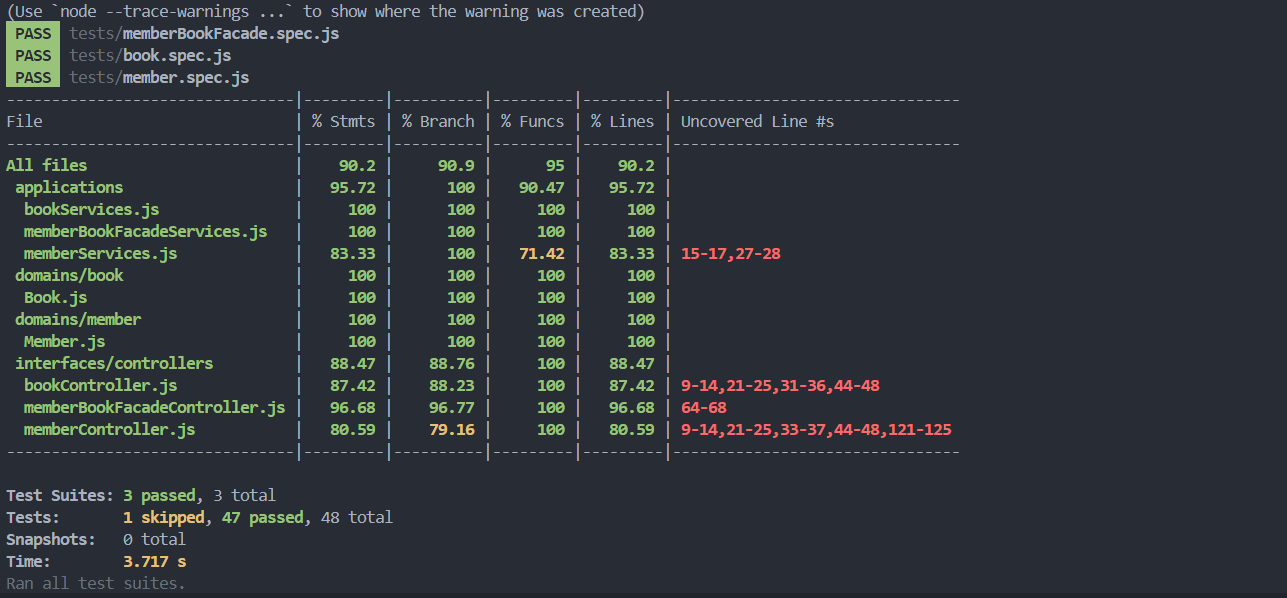 (Use `node --trace-warnings ...` to show where the warning was created)
PASS tests/memberBookFacade.spec.js
PASS tests/book.spec.js
PASS tests/member.spec.js
--------------------------------|---------|----------|---------|---------|--------------------------------
File                            | % Stmts | % Branch | % Funcs | % Lines | Uncovered Line #s
--------------------------------|---------|----------|---------|---------|--------------------------------
All files                       |    90.2 |     90.9 |      95 |    90.2 |
 applications                   |   95.72 |      100 |   90.47 |   95.72 |
  bookServices.js               |     100 |      100 |     100 |     100 |
  memberBookFacadeServices.js   |     100 |      100 |     100 |     100 |
  memberServices.js             |   83.33 |      100 |   71.42 |   83.33 | 15-17,27-28
 domains/book                   |     100 |      100 |     100 |     100 |
  Book.js                       |     100 |      100 |     100 |     100 |
 domains/member                 |     100 |      100 |     100 |     100 |
  Member.js                     |     100 |      100 |     100 |     100 |
 interfaces/controllers         |   88.47 |    88.76 |     100 |   88.47 |
  bookController.js             |   87.42 |    88.23 |     100 |   87.42 | 9-14,21-25,31-36,44-48
  memberBookFacadeController.js |   96.68 |    96.77 |     100 |   96.68 | 64-68
  memberController.js           |   80.59 |    79.16 |     100 |   80.59 | 9-14,21-25,33-37,44-48,121-125
--------------------------------|---------|----------|---------|---------|--------------------------------
Test Suites: 3 passed, 3 total
Tests:       1 skipped, 47 passed, 48 total
Snapshots:   0 total
Time:        3.717 s
Ran all test suites.